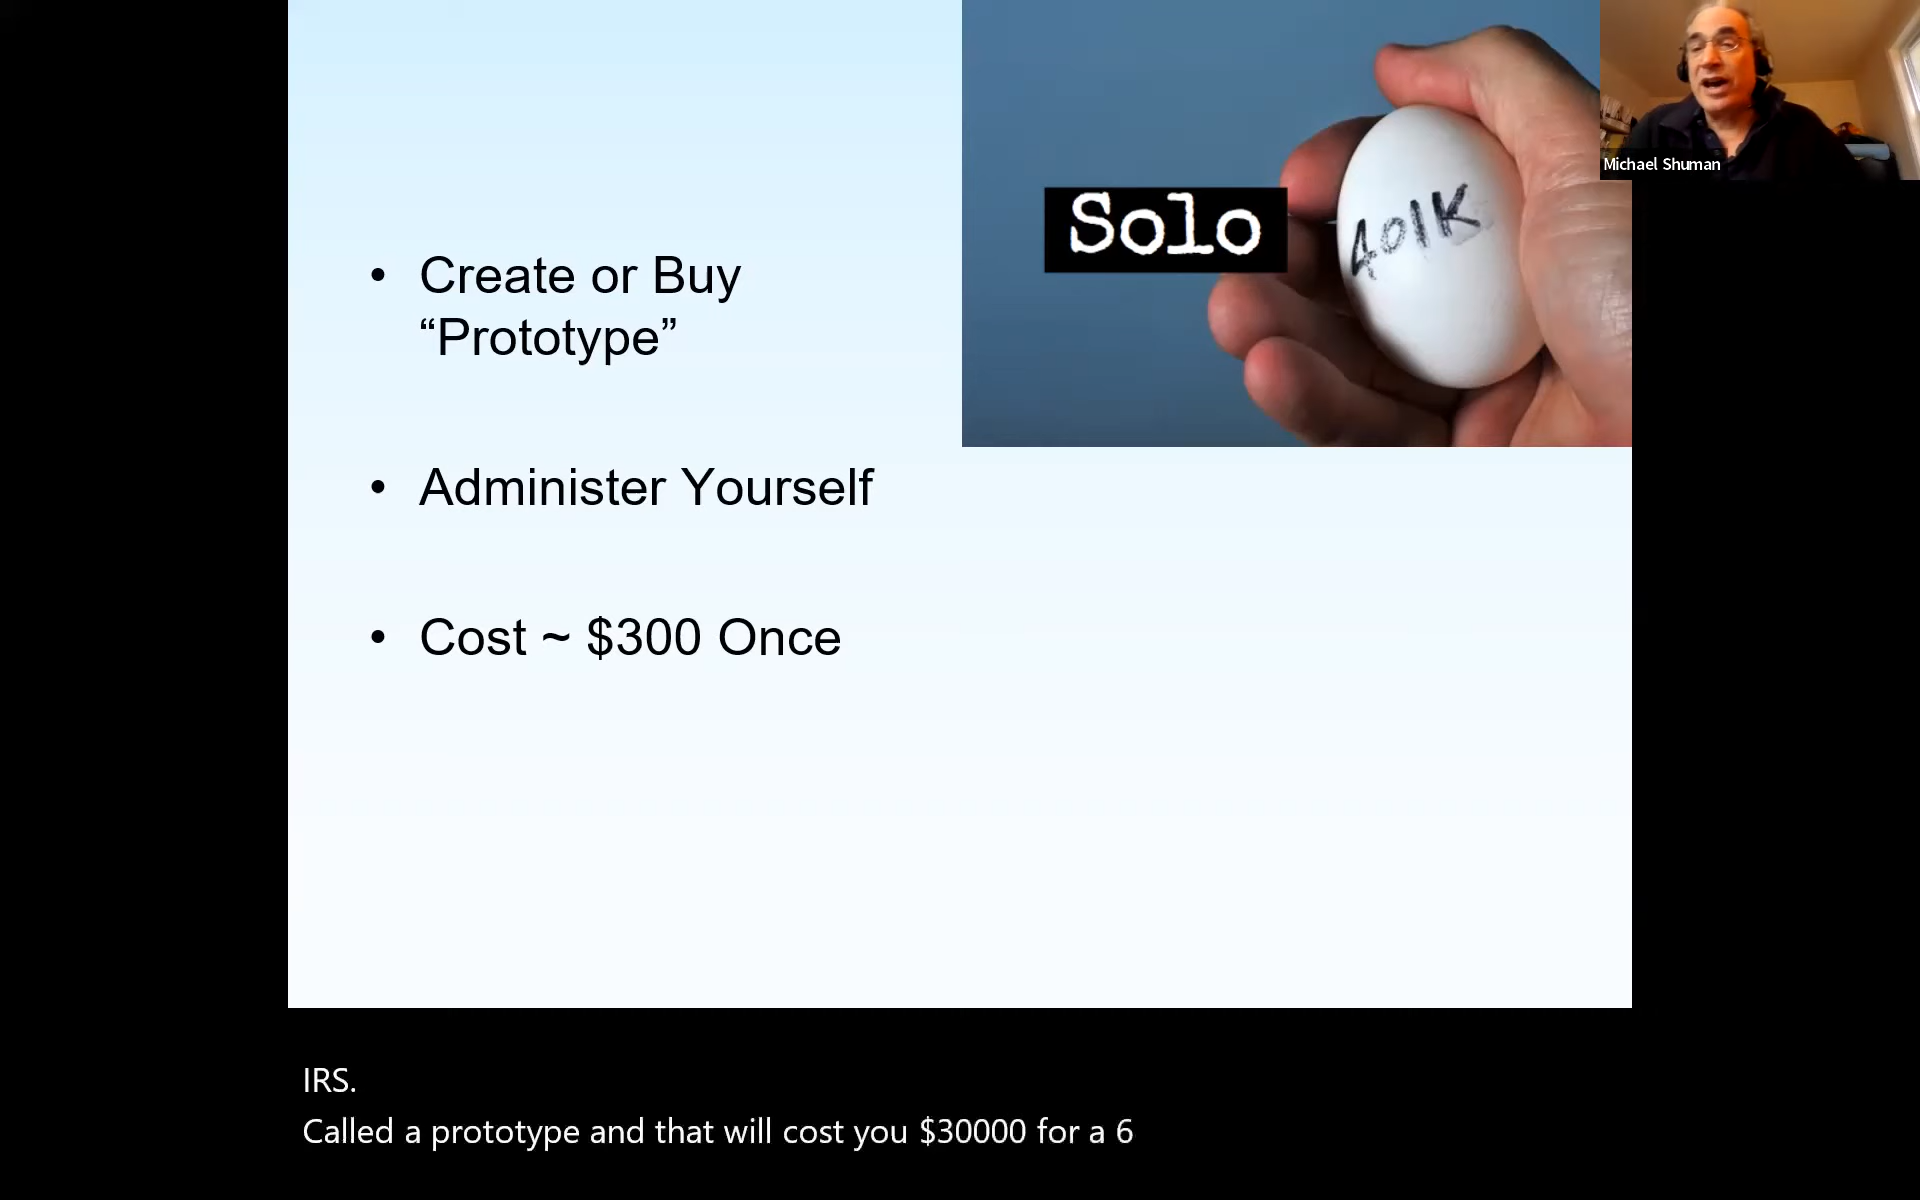 Solo
401K
Michael Shuman
• Create or Buy
“Prototype”
• Administer Yourself
• Cost ~ $300 Once
IRS.
Called a prototype and that will cost you $30000 for a 6